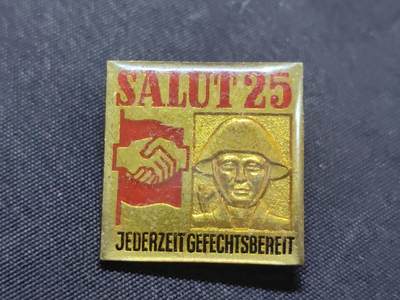 SALUT 25
JEDERZEIT GEFECHTSBEREIT